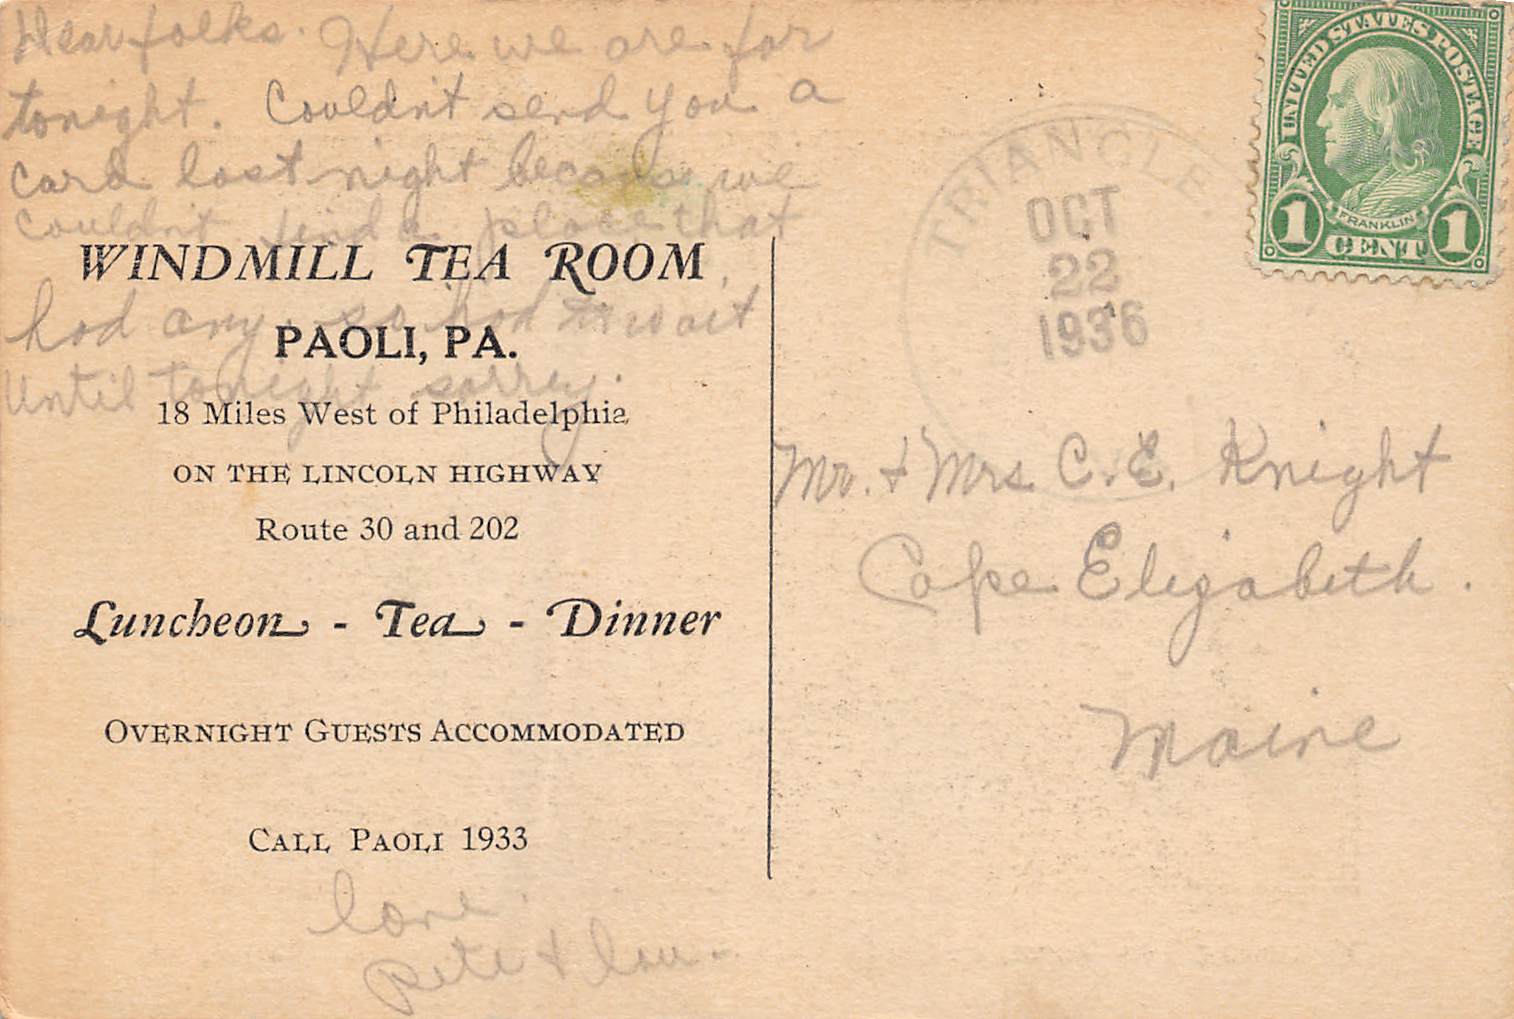 Dear folks. Here we are for
tonight. Couldn't send you a
card last night because we
couldn't find a place that
had any. so had to wait
until tonight sorry.
WINDMILL TEA ROOM
PAOLI, PA.
18 Miles West of Philadelphia
ON THE LINCOLN HIGHWAY
Route 30 and 202
Luncheon - Tea - Dinner
OVERNIGHT GUESTS ACCOMMODATED
CALL PAOLI 1933
love.
Pete + Lou.
TRIANGLE
OCT
22
1936
UNITED STATES POSTAGE
FRANKLIN
1 CENT 1
Mr. + Mrs C. E. Knight
Cape Elizabeth.
Maine